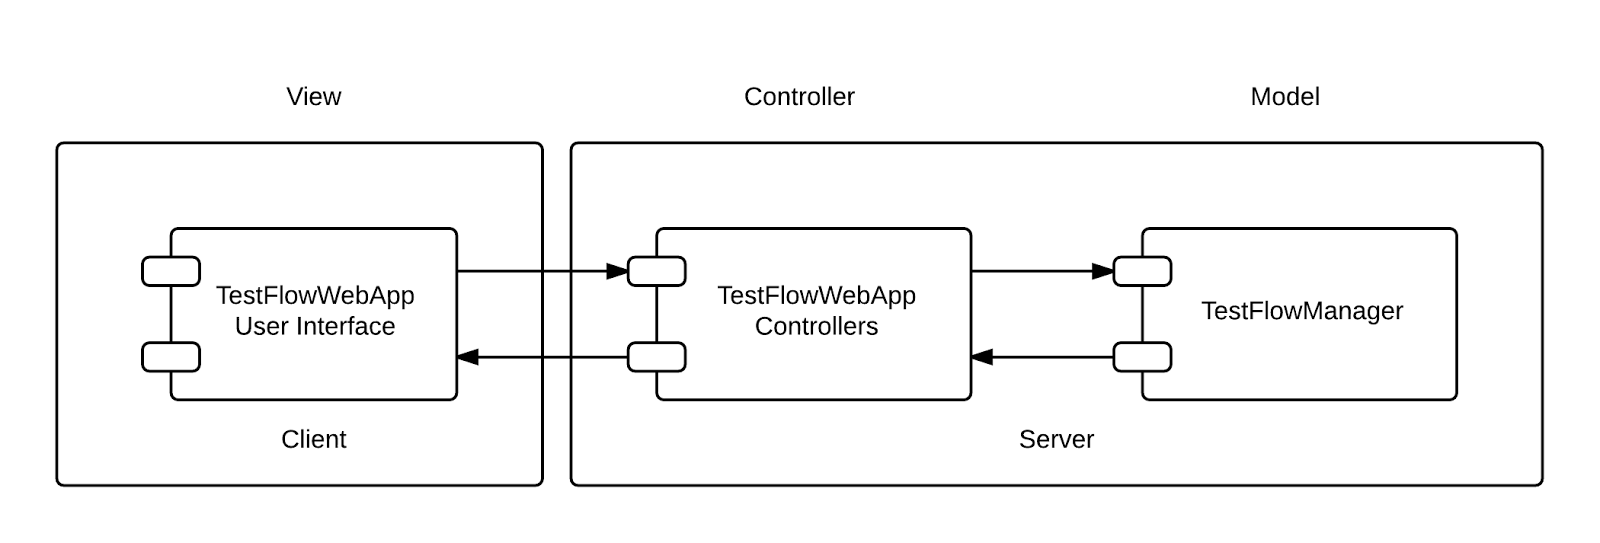 View
Controller
Model
TestFlowWebApp
User Interface
TestFlowWebApp
Controllers
TestFlowManager
Client
Server